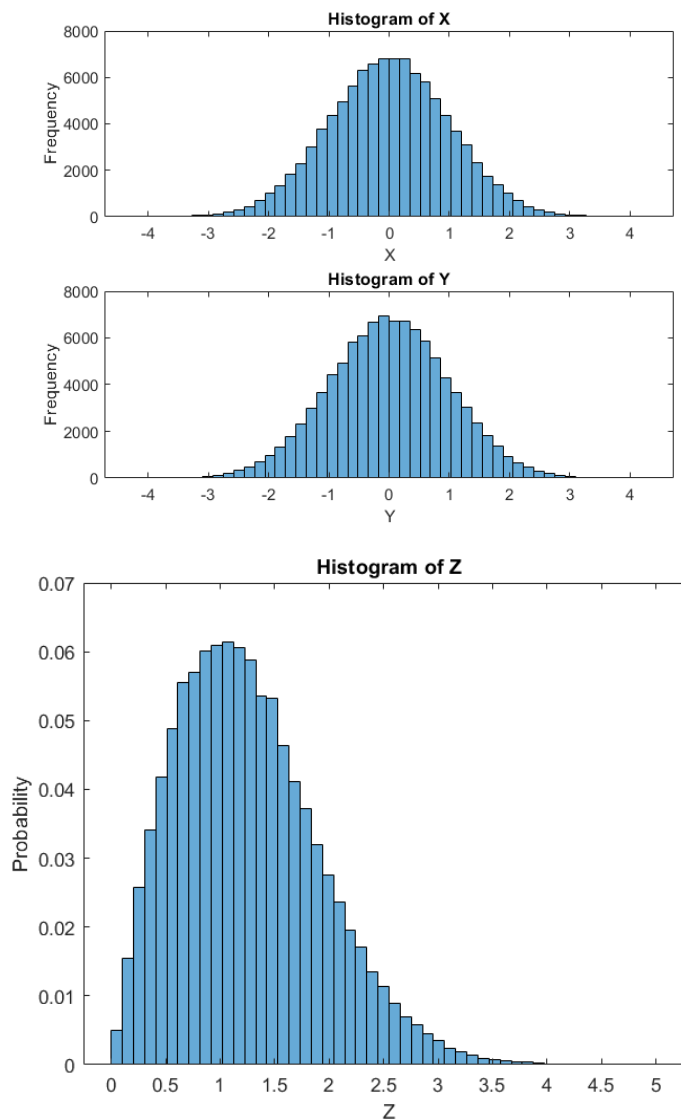 Histogram of X
8000
6000
4000
2000
0
Frequency
-4 -3 -2 -1 0 1 2 3 4
X
Histogram of Y
8000
6000
4000
2000
0
Frequency
-4 -3 -2 -1 0 1 2 3 4
Y
Histogram of Z
0.07
0.06
0.05
0.04
0.03
0.02
0.01
0
Probability
0 0.5 1 1.5 2 2.5 3 3.5 4 4.5 5
Z